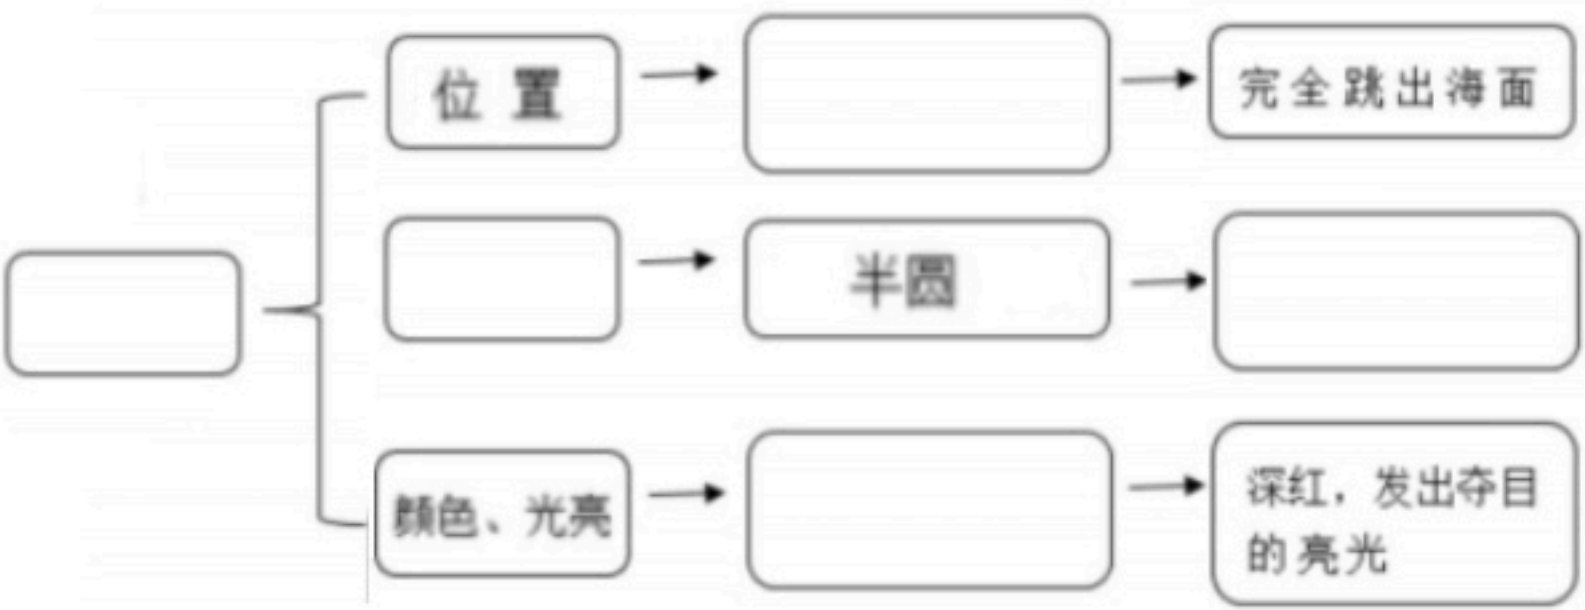 位置
完全跳出海面
半圆
颜色、光亮
深红，发出夺目
的亮光